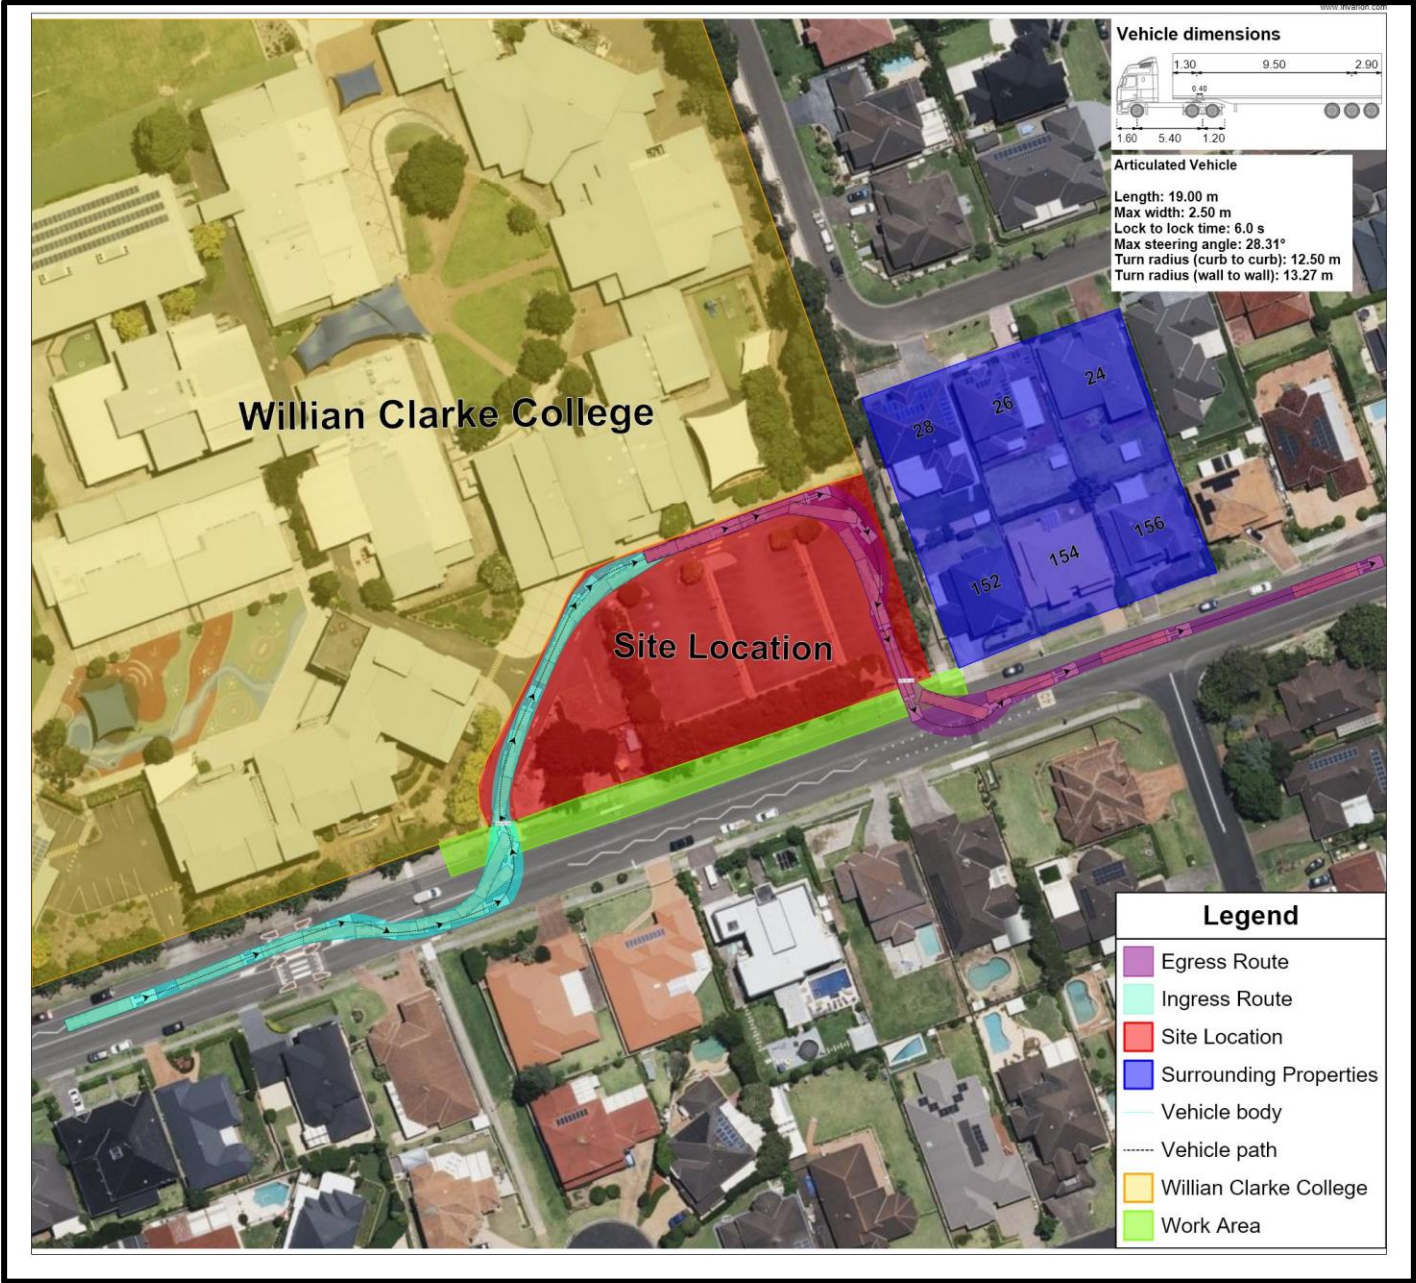 www.invarion.com
Vehicle dimensions
1.30 9.50 2.90
0.40
1.60 5.40 1.20
Articulated Vehicle
Length: 19.00 m
Max width: 2.50 m
Lock to lock time: 6.0 s
Max steering angle: 28.31°
Turn radius (curb to curb): 12.50 m
Turn radius (wall to wall): 13.27 m
24
26
28
Willian Clarke College
156
154
152
Site Location
Legend
Egress Route
Ingress Route
Site Location
Surrounding Properties
Vehicle body
Vehicle path
Willian Clarke College
Work Area